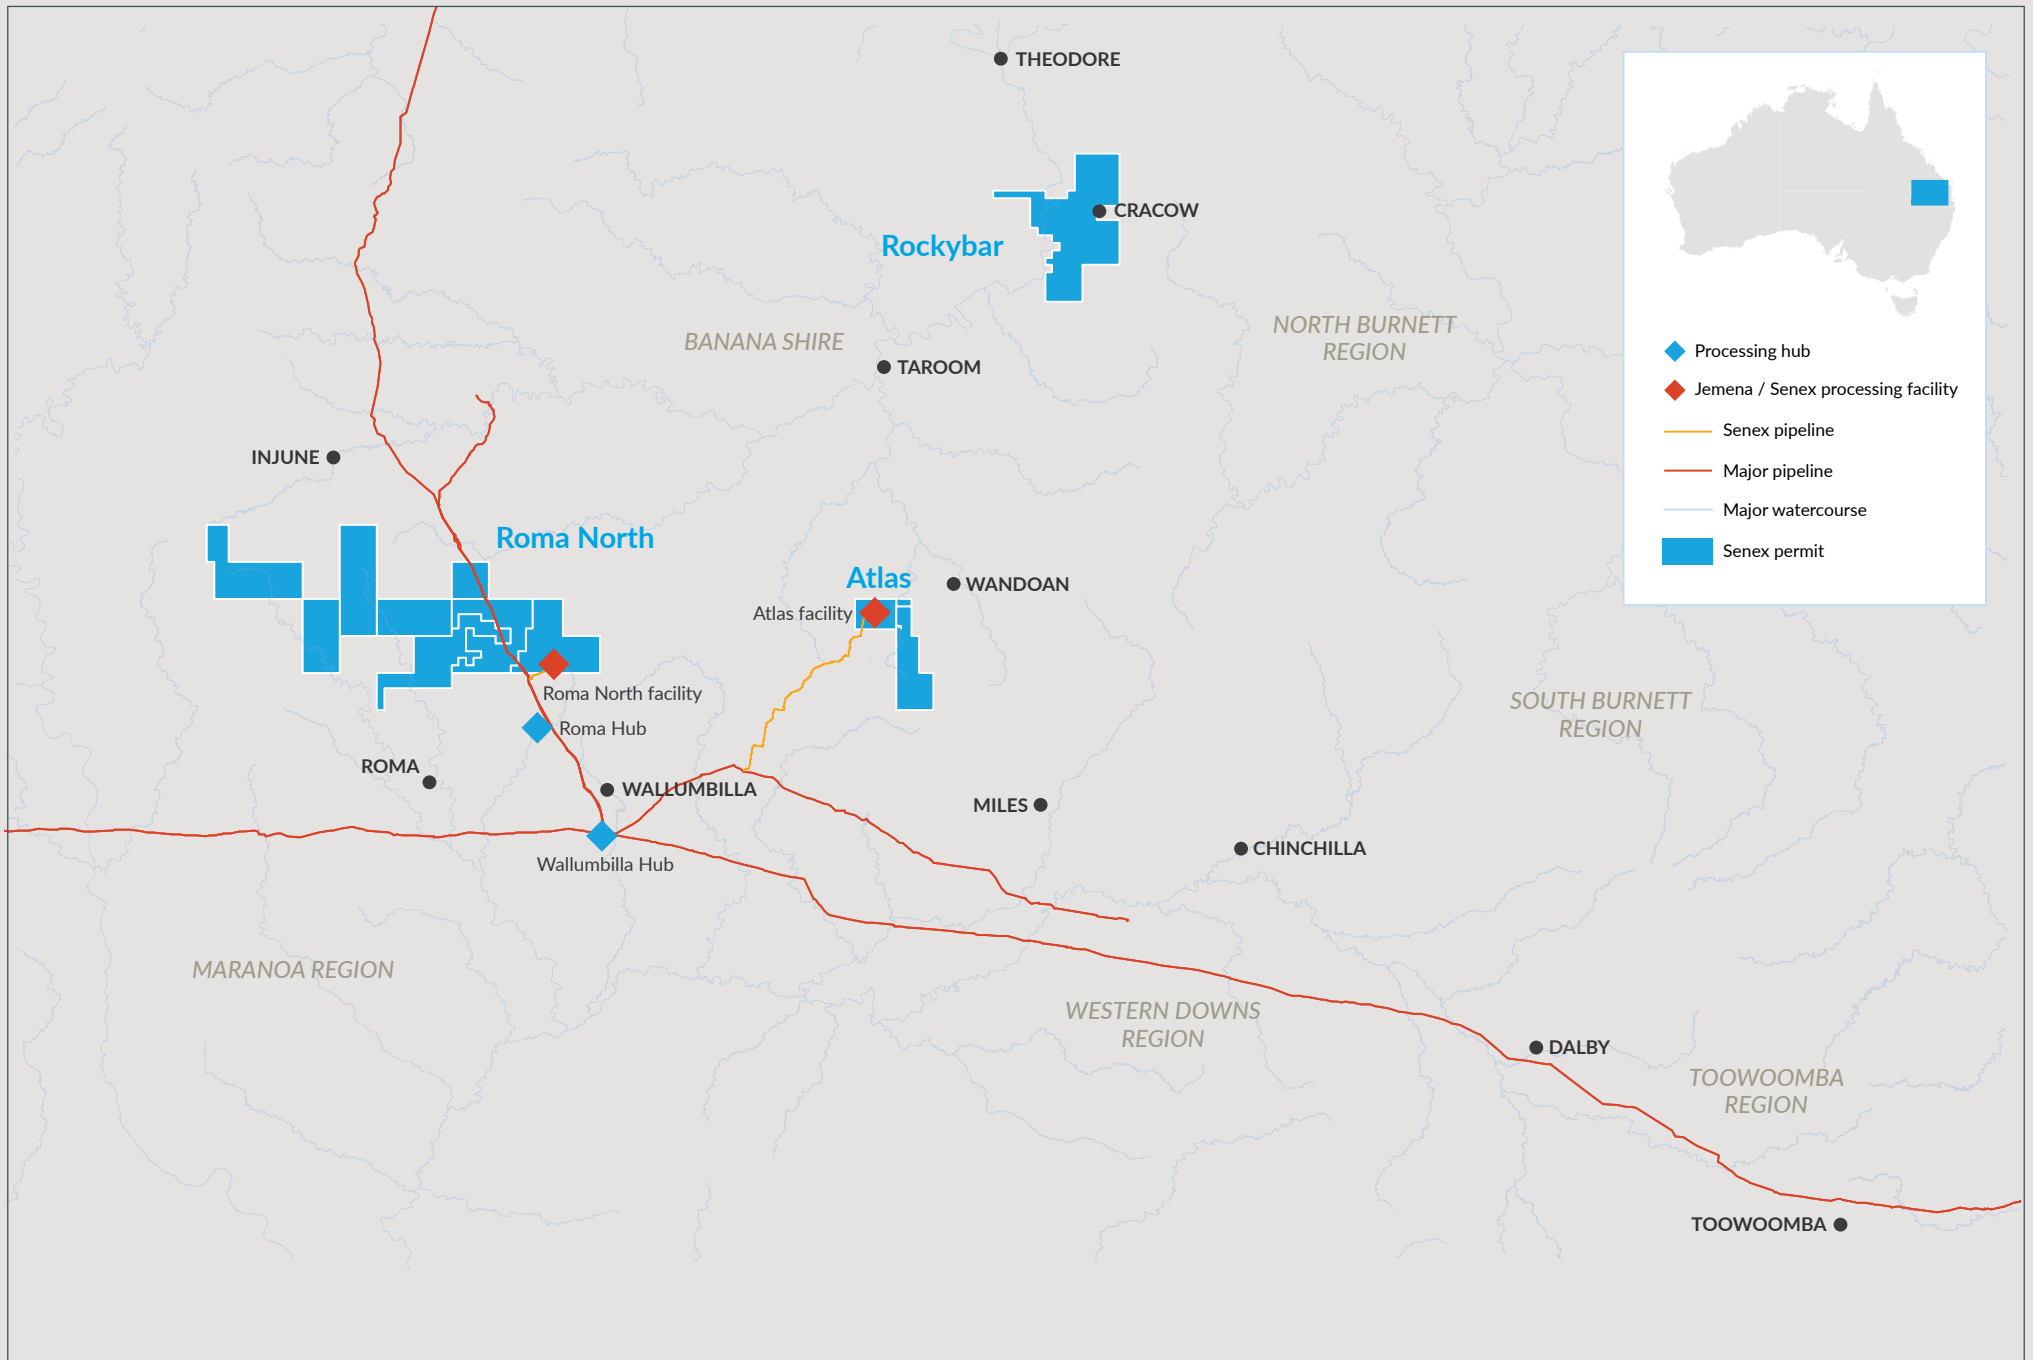 THEODORE
CRACOW
Rockybar
BANANA SHIRE
NORTH BURNETT
REGION
TAROOM
INJUNE
Roma North
Atlas
WANDOAN
Atlas facility
Roma North facility
Roma Hub
SOUTH BURNETT
REGION
ROMA
WALLUMBILLA
MILES
CHINCHILLA
Wallumbilla Hub
MARANOA REGION
WESTERN DOWNS
REGION
DALBY
TOOWOOMBA
REGION
TOOWOOMBA
Processing hub
Jemena / Senex processing facility
Senex pipeline
Major pipeline
Major watercourse
Senex permit